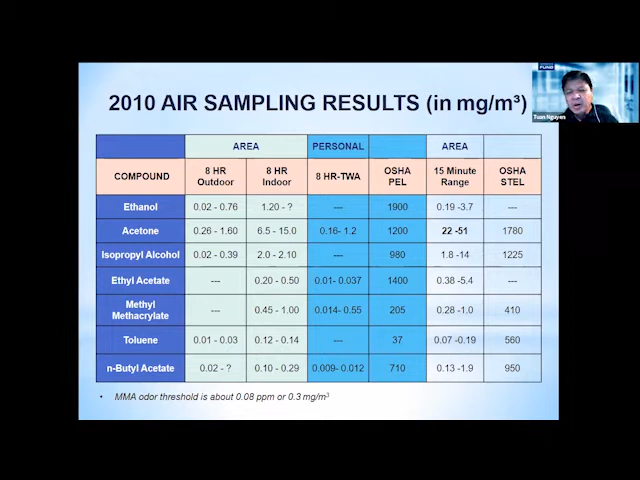 2010 AIR SAMPLING RESULTS (in mg/m³)
FUND
Tuan Nguyen
AREA PERSONAL AREA
COMPOUND 8 HR Outdoor 8 HR Indoor 8 HR-TWA OSHA PEL 15 Minute Range OSHA STEL
Ethanol 0.02 - 0.76 1.20 - ? --- 1900 0.19 -3.7 ---
Acetone 0.26 - 1.60 6.5 - 15.0 0.16- 1.2 1200 22 -51 1780
Isopropyl Alcohol 0.02 - 0.39 2.0 - 2.10 --- 980 1.8 -14 1225
Ethyl Acetate --- 0.20 - 0.50 0.01- 0.037 1400 0.38 -5.4 ---
Methyl Methacrylate --- 0.45 - 1.00 0.014- 0.55 205 0.28 -1.0 410
Toluene 0.01 - 0.03 0.12 - 0.14 --- 37 0.07 -0.19 560
n-Butyl Acetate 0.02 - ? 0.10 - 0.29 0.009- 0.012 710 0.13 -1.9 950
• MMA odor threshold is about 0.08 ppm or 0.3 mg/m³